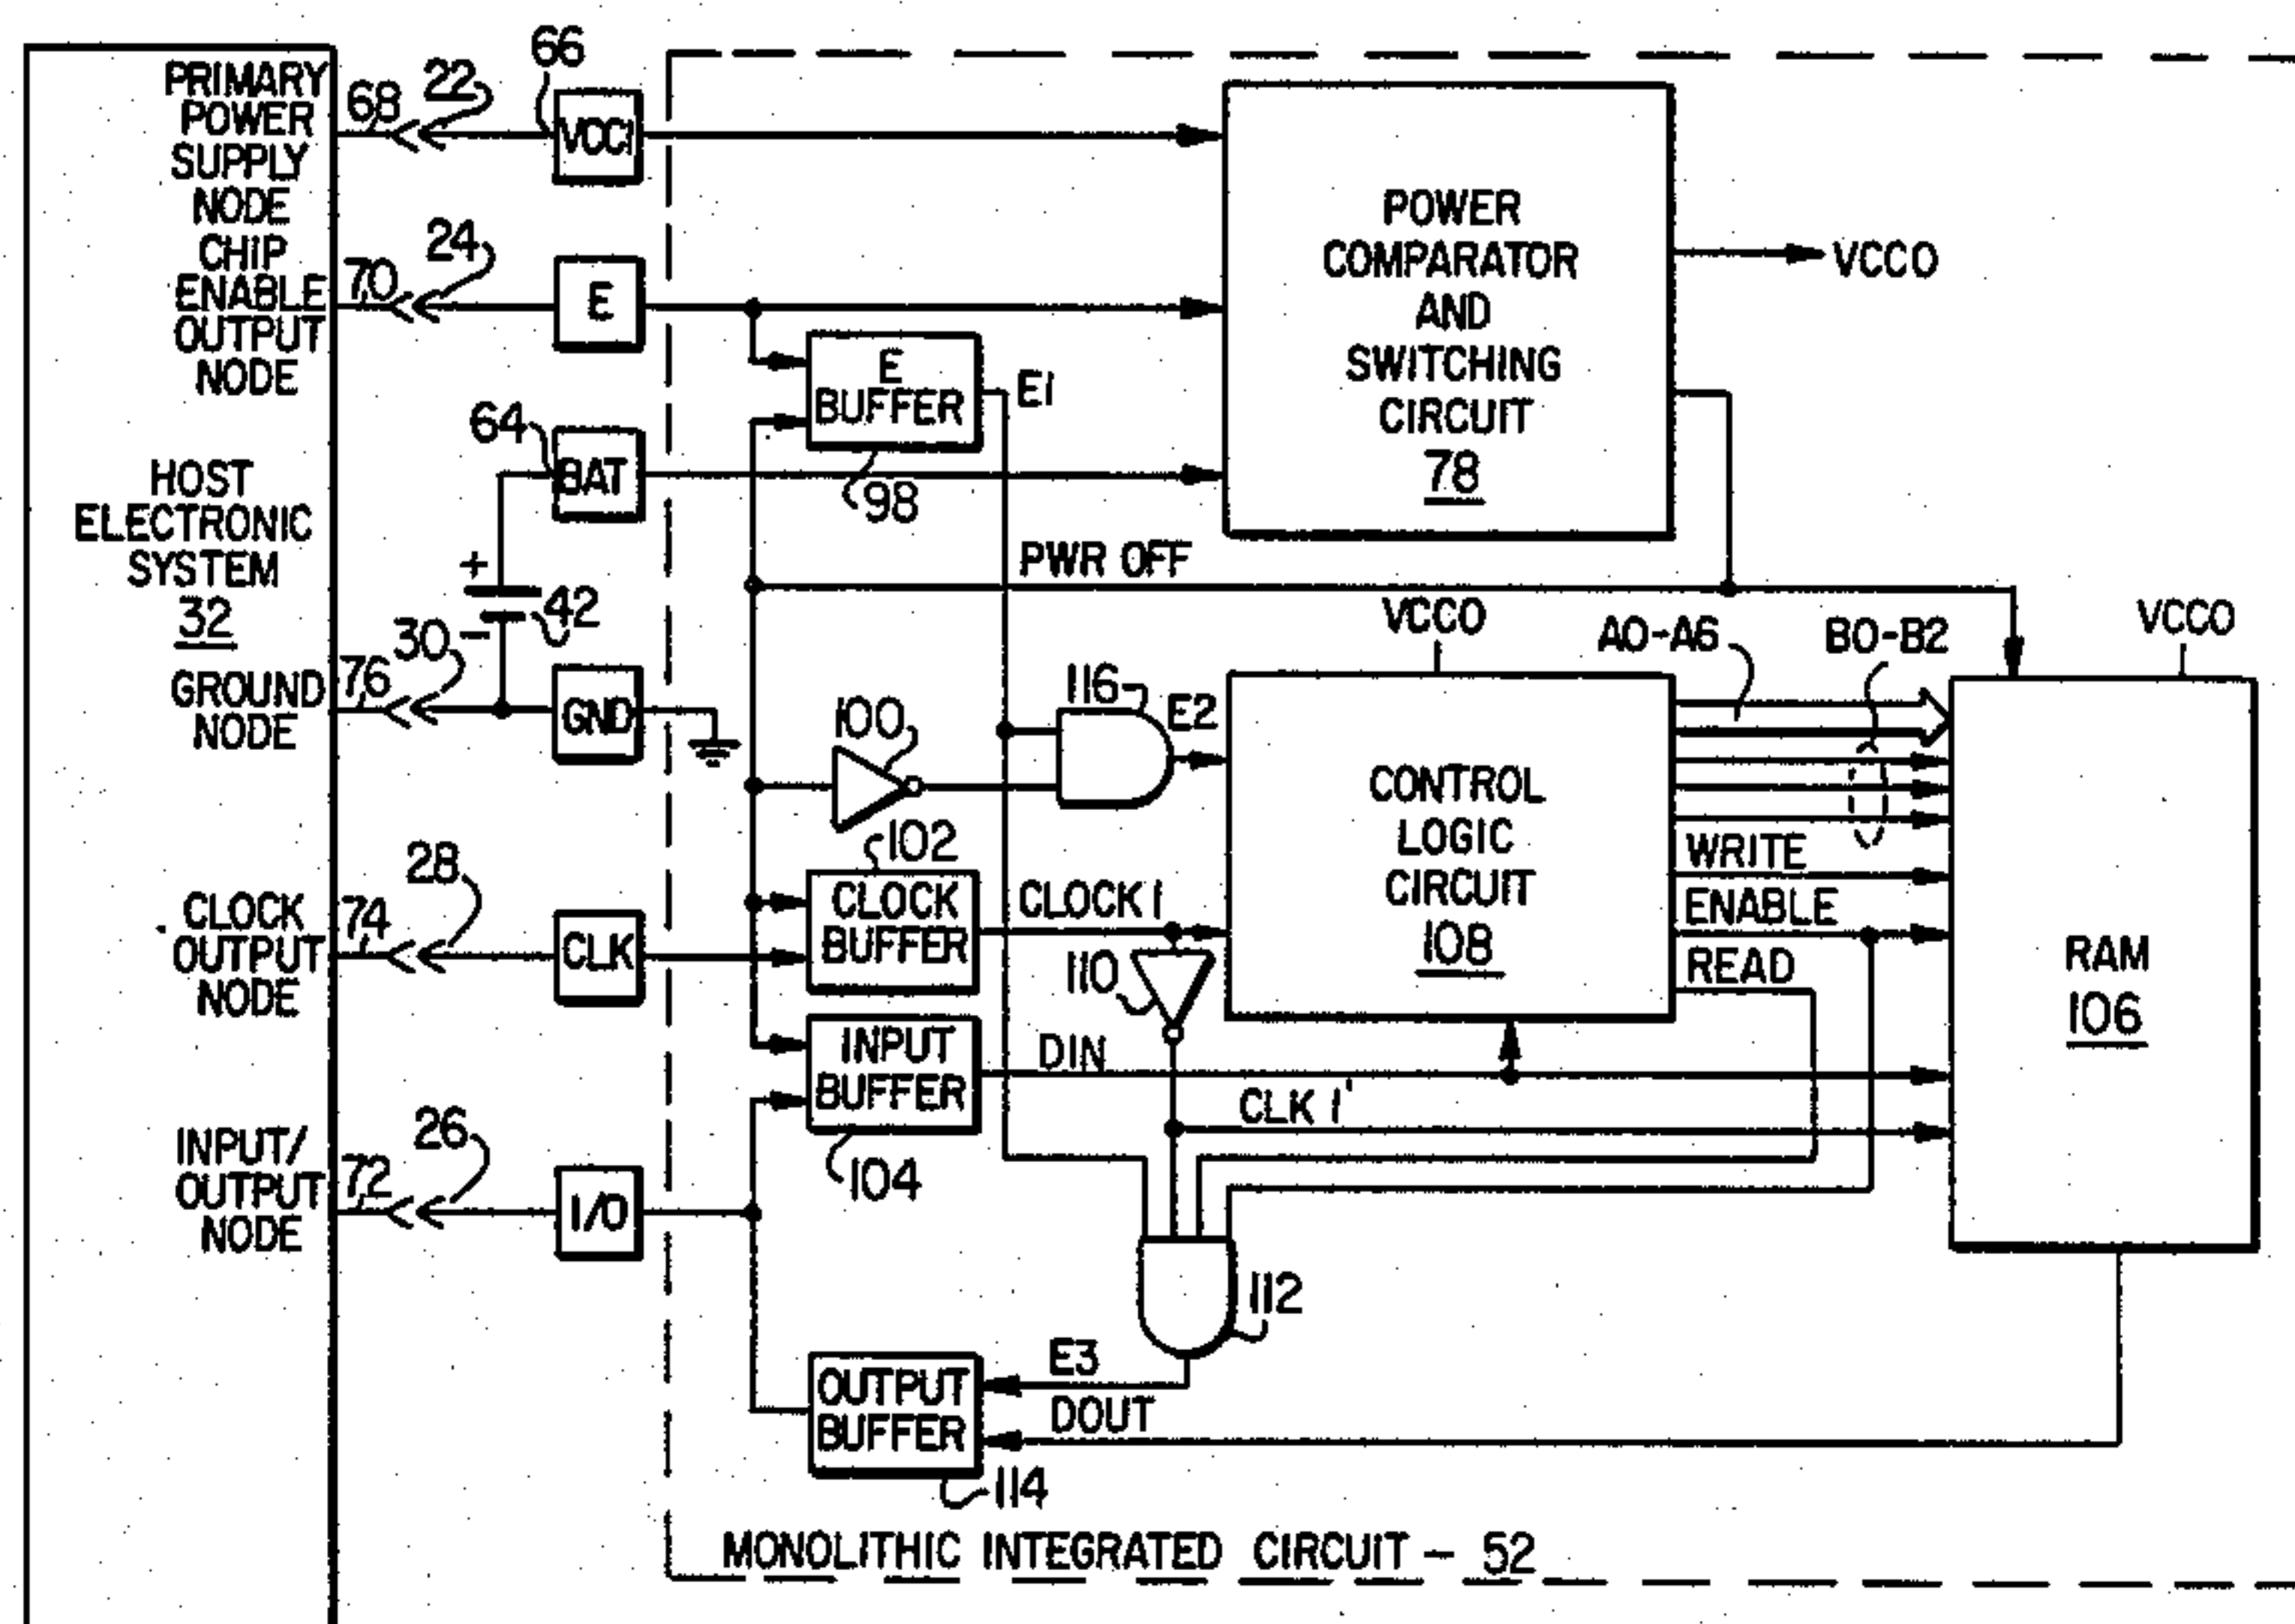 PRIMARY
POWER
SUPPLY
NODE
68
22
66
VCC1
CHIP
ENABLE
OUTPUT
NODE
70
24
E
E
BUFFER
98
E1
POWER
COMPARATOR
AND
SWITCHING
CIRCUIT
78
VCCO
64
BAT
HOST
ELECTRONIC
SYSTEM
32
+
42
-
PWR OFF
GROUND
NODE
76
30
GND
100
116
E2
VCCO
CONTROL
LOGIC
CIRCUIT
108
A0-A6
B0-B2
VCCO
WRITE
ENABLE
READ
RAM
106
CLOCK
OUTPUT
NODE
74
28
CLK
102
CLOCK
BUFFER
CLOCK 1
110
INPUT
BUFFER
104
DIN
CLK 1'
INPUT/
OUTPUT
NODE
72
26
I/O
112
E3
DOUT
OUTPUT
BUFFER
114
MONOLITHIC INTEGRATED CIRCUIT - 52